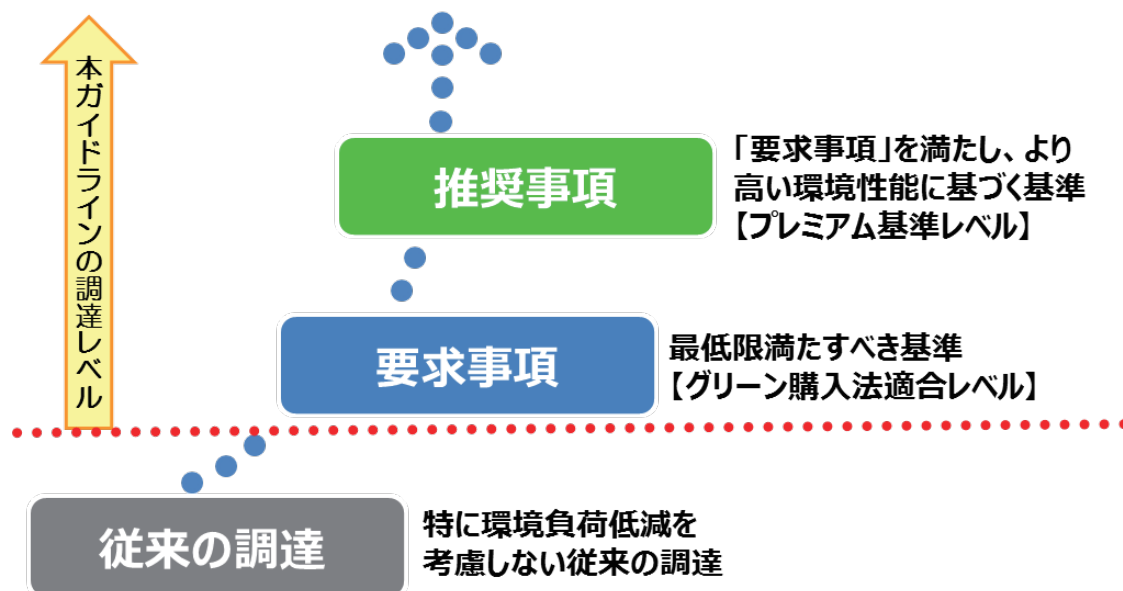 本ガイドラインの調達レベル
推奨事項
「要求事項」を満たし、より
高い環境性能に基づく基準
【プレミアム基準レベル】
要求事項
最低限満たすべき基準
【グリーン購入法適合レベル】
従来の調達
特に環境負荷低減を
考慮しない従来の調達